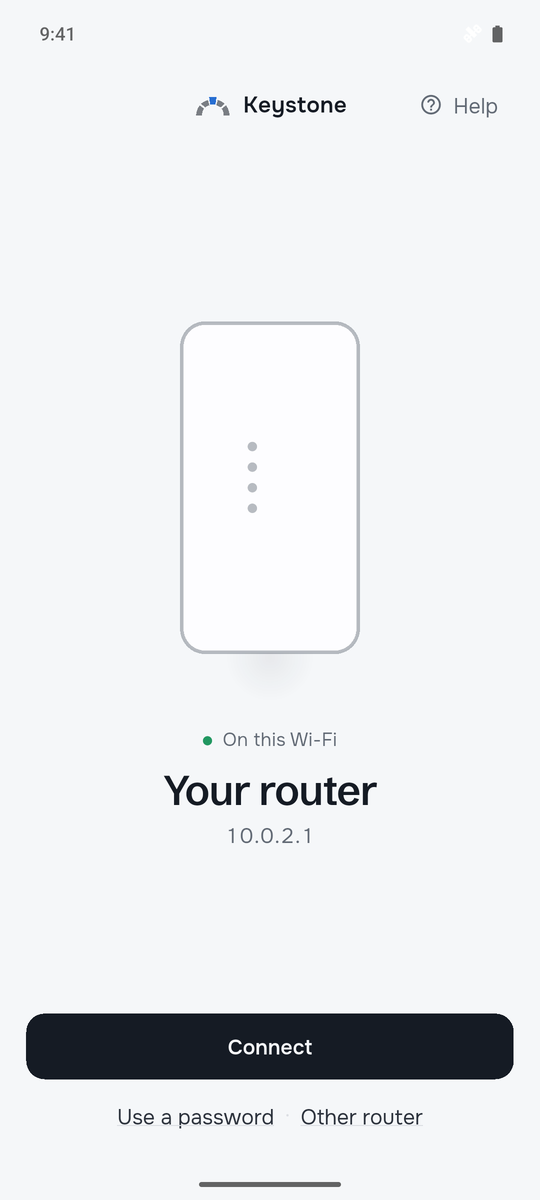 9:41
Keystone
Help
On this Wi-Fi
Your router
10.0.2.1
Connect
Use a password · Other router